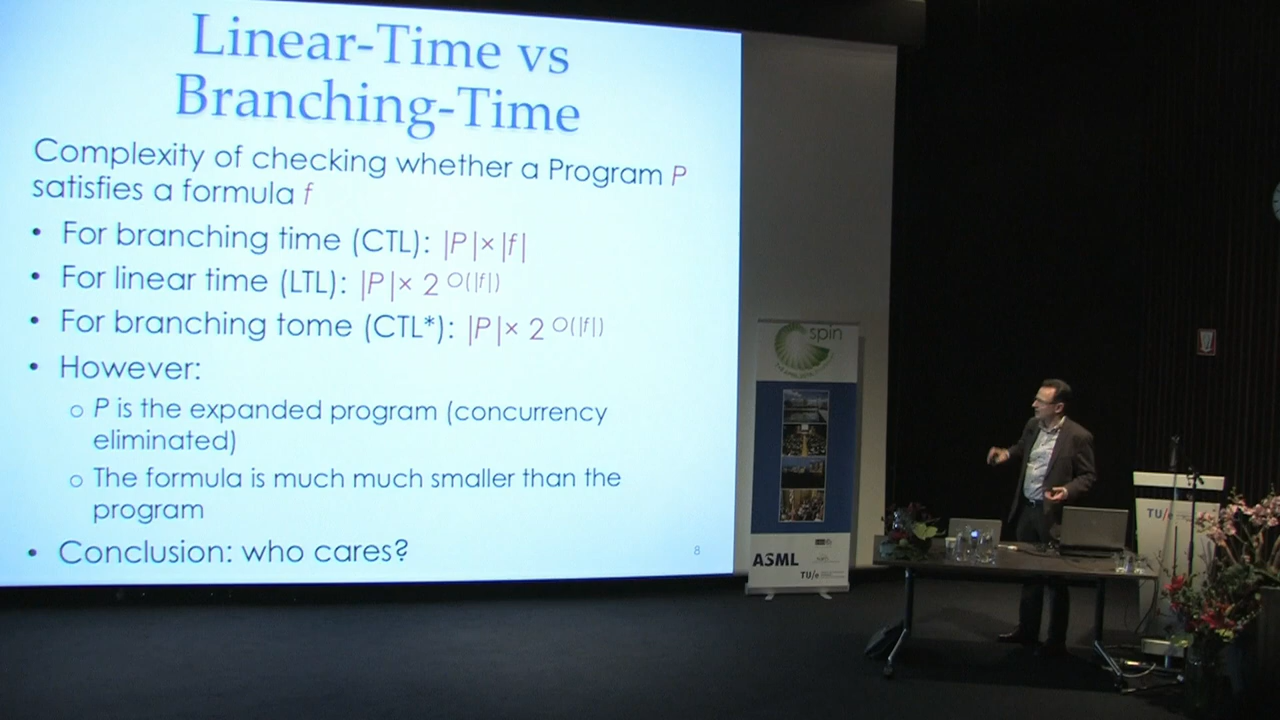 Linear-Time vs
Branching-Time
Complexity of checking whether a Program P
satisfies a formula f
• For branching time (CTL): |P|× |f|
• For linear time (LTL): |P|× 2 O(|f|)
• For branching tome (CTL*): |P|× 2 O(|f|)
• However:
o P is the expanded program (concurrency
eliminated)
o The formula is much much smaller than the
program
• Conclusion: who cares?
8
spin
ASML
TU/e
TU/e